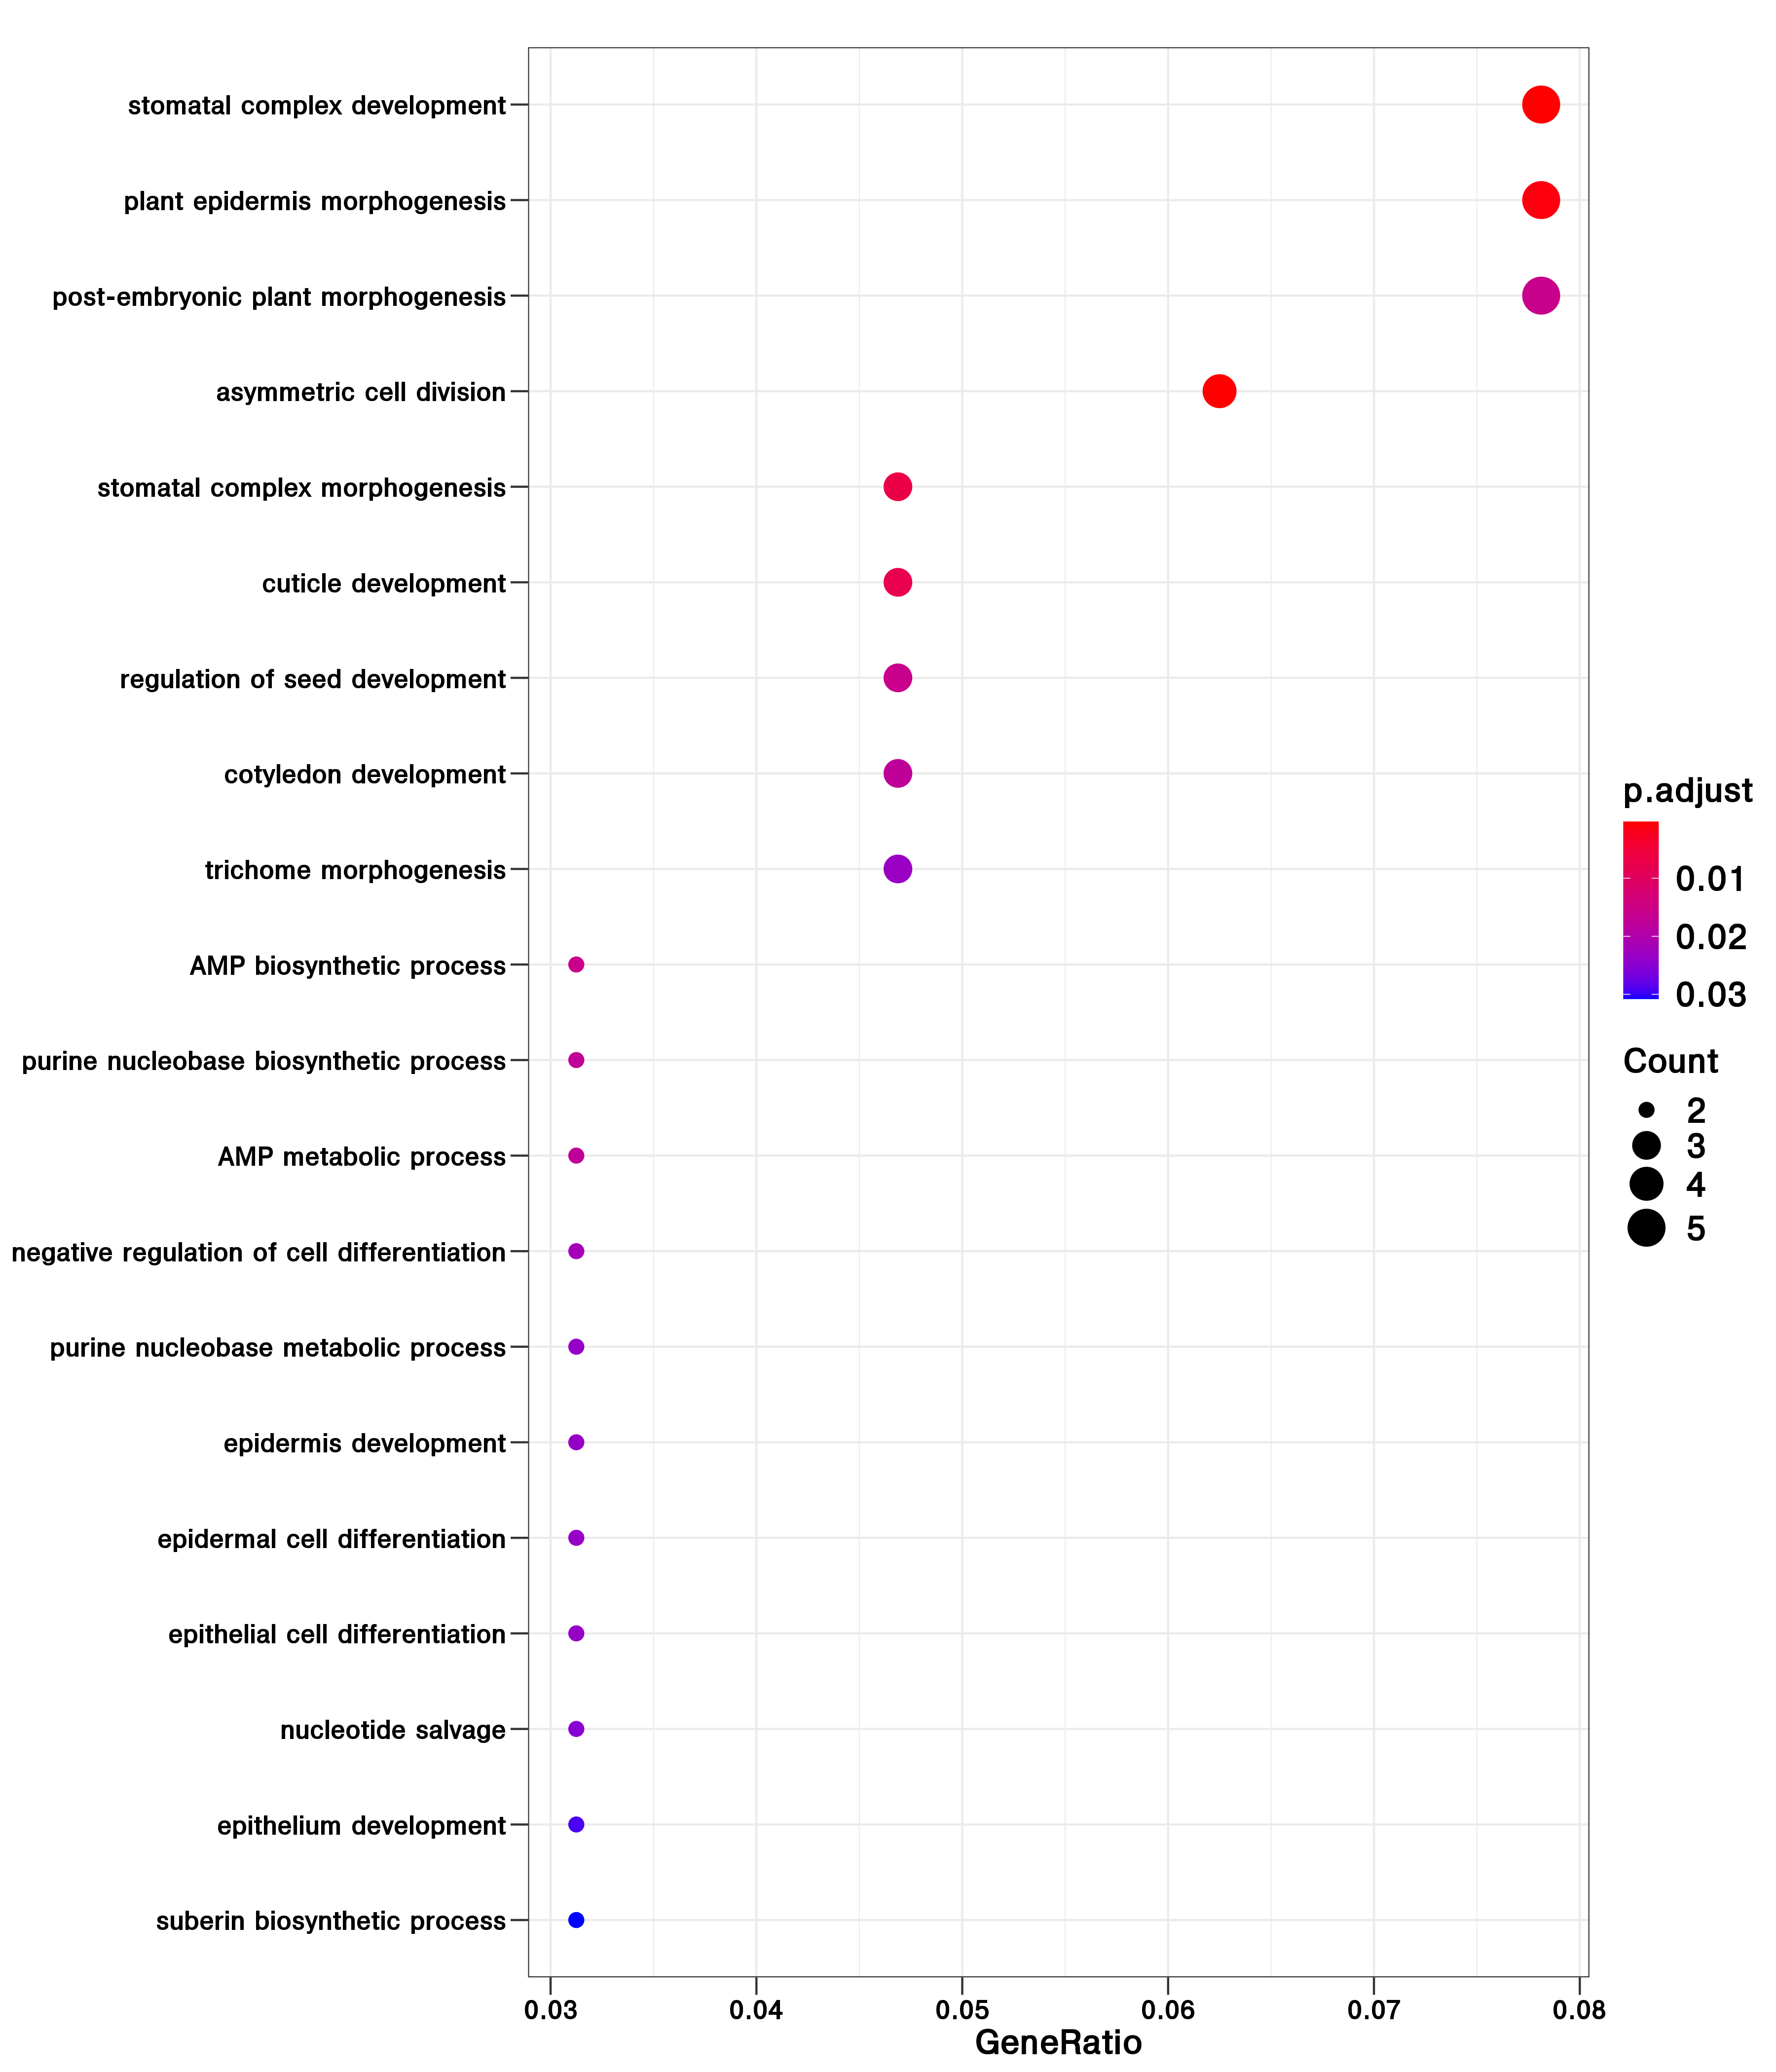 stomatal complex development
plant epidermis morphogenesis
post-embryonic plant morphogenesis
asymmetric cell division
stomatal complex morphogenesis
cuticle development
regulation of seed development
cotyledon development
trichome morphogenesis
AMP biosynthetic process
purine nucleobase biosynthetic process
AMP metabolic process
negative regulation of cell differentiation
purine nucleobase metabolic process
epidermis development
epidermal cell differentiation
epithelial cell differentiation
nucleotide salvage
epithelium development
suberin biosynthetic process
0.03 0.04 0.05 0.06 0.07 0.08
GeneRatio
p.adjust
0.01
0.02
0.03
Count
2
3
4
5